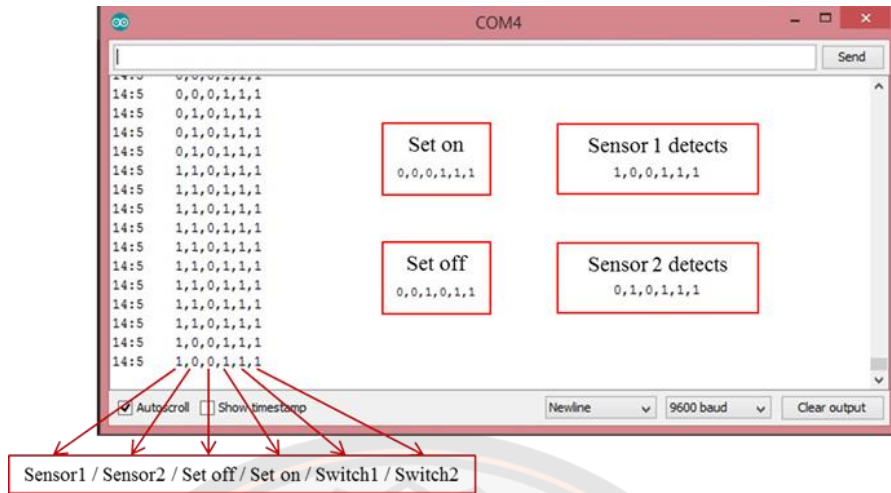 COM4
Send
14:5 0,0,0,1,1,1
14:5 0,0,0,1,1,1
14:5 0,1,0,1,1,1
14:5 0,1,0,1,1,1
14:5 0,1,0,1,1,1
14:5 1,1,0,1,1,1
14:5 1,1,0,1,1,1
14:5 1,1,0,1,1,1
14:5 1,1,0,1,1,1
14:5 1,1,0,1,1,1
14:5 1,1,0,1,1,1
14:5 1,1,0,1,1,1
14:5 1,1,0,1,1,1
14:5 1,1,0,1,1,1
14:5 1,0,0,1,1,1
14:5 1,0,0,1,1,1
Set on
0,0,0,1,1,1
Sensor 1 detects
1,0,0,1,1,1
Set off
0,0,1,0,1,1
Sensor 2 detects
0,1,0,1,1,1
Autoscroll Show timestamp Newline 9600 baud Clear output
Sensor1 / Sensor2 / Set off / Set on / Switch1 / Switch2